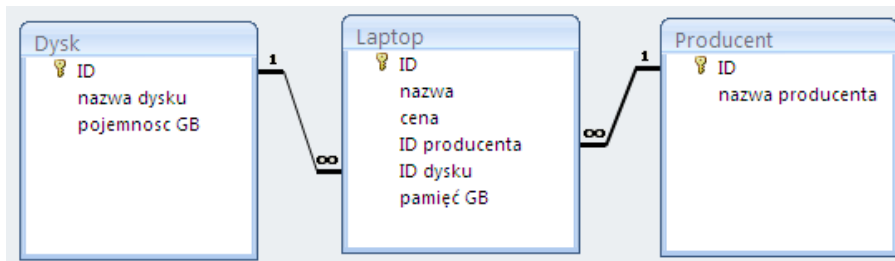 Dysk
ID
nazwa dysku
pojemnosc GB
1
∞
Laptop
ID
nazwa
cena
ID producenta
ID dysku
pamięć GB
1
∞
Producent
ID
nazwa producenta